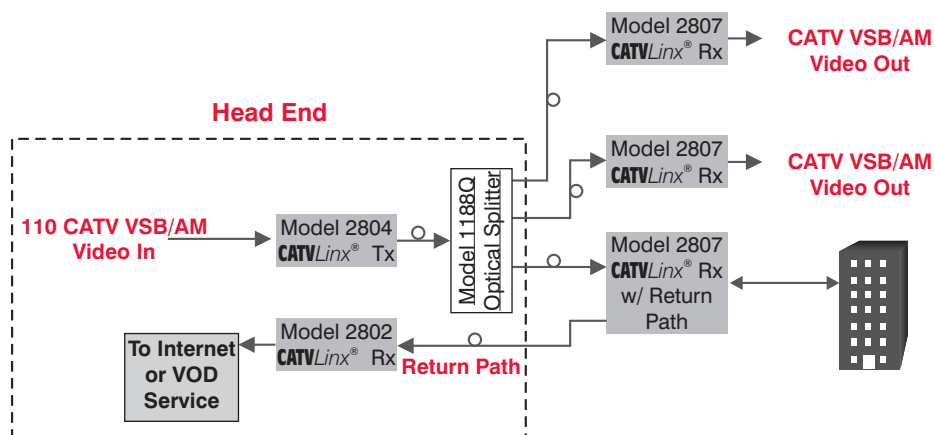 Head End
110 CATV VSB/AM
Video In
Model 2804
CATVLinx® Tx
Model 1188Q
Optical Splitter
Model 2807
CATVLinx® Rx
CATV VSB/AM
Video Out
Model 2807
CATVLinx® Rx
CATV VSB/AM
Video Out
Model 2807
CATVLinx® Rx
w/ Return
Path
Return Path
Model 2802
CATVLinx® Rx
To Internet
or VOD
Service